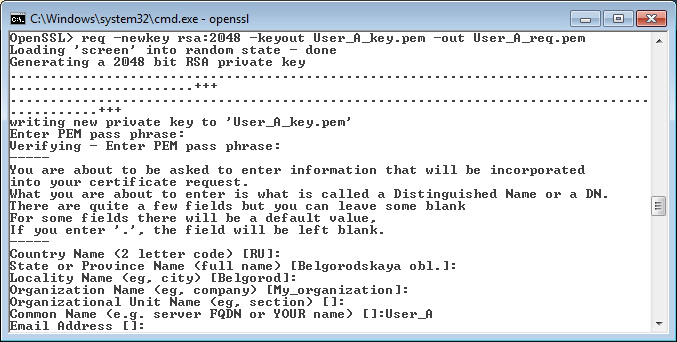 C:\Windows\system32\cmd.exe - openssl
OpenSSL> req -newkey rsa:2048 -keyout User_A_key.pem -out User_A_req.pem
Loading 'screen' into random state - done
Generating a 2048 bit RSA private key
................................................................................
.......................+++
................................................................................
...........+++
writing new private key to 'User_A_key.pem'
Enter PEM pass phrase:
Verifying - Enter PEM pass phrase:
-----
You are about to be asked to enter information that will be incorporated
into your certificate request.
What you are about to enter is what is called a Distinguished Name or a DN.
There are quite a few fields but you can leave some blank
For some fields there will be a default value,
If you enter '.', the field will be left blank.
-----
Country Name (2 letter code) [RU]:
State or Province Name (full name) [Belgorodskaya obl.]:
Locality Name (eg, city) [Belgorod]:
Organization Name (eg, company) [My_organization]:
Organizational Unit Name (eg, section) []:
Common Name (e.g. server FQDN or YOUR name) []:User_A
Email Address []: